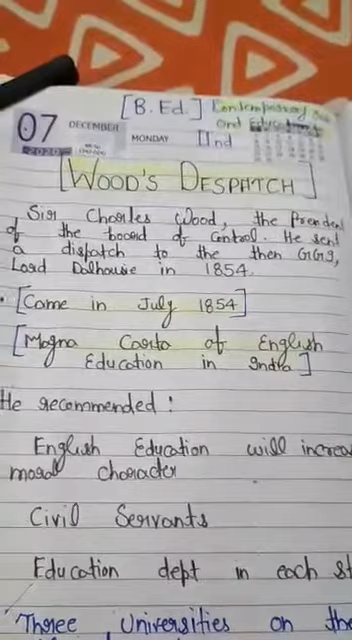 [B.Ed.] Contemporary
07 DECEMBER
2020 MONDAY IInd
[WOOD'S DESPATCH]
Sir Charles Wood, the President
of the board of Control. He sent
a dispatch to the then GG,
Lord Dalhousie in 1854.
[Came in July 1854]
[Magna Carta of English
Education in India]
He recommended:
English Education will increa
moral character
Civil Servants
Education dept in each st
Three Universities on the